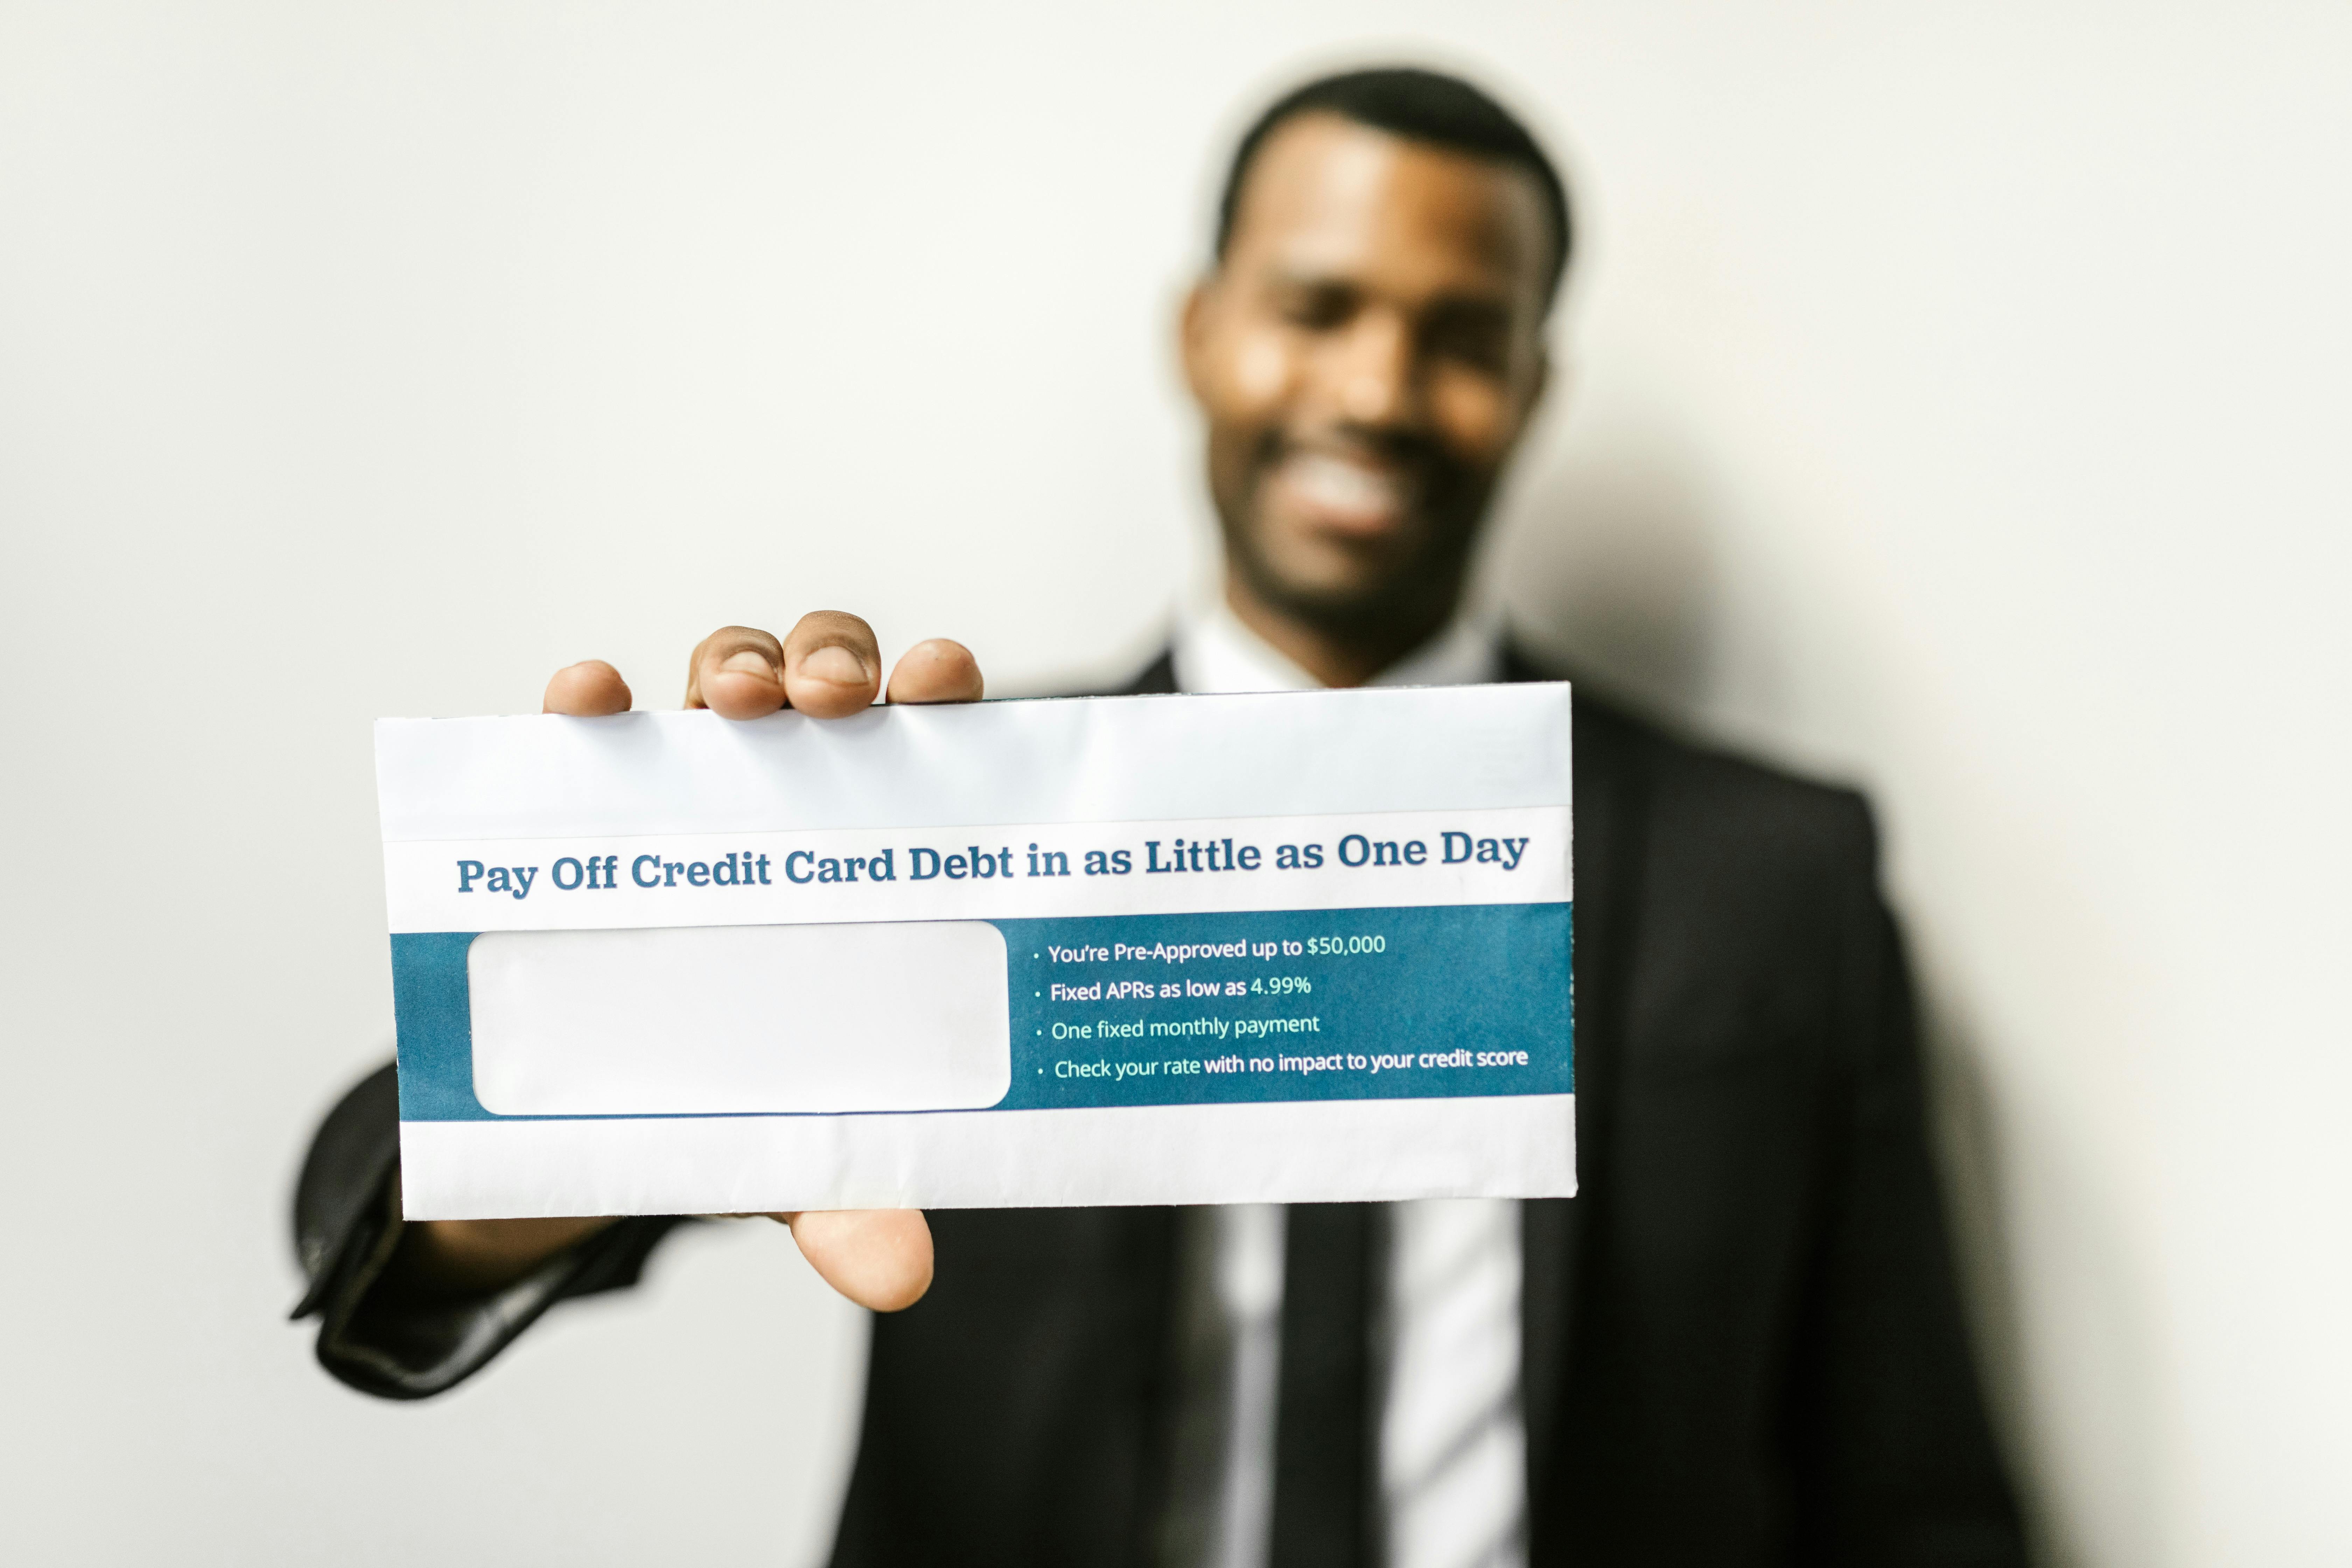 Pay Off Credit Card Debt in as Little as One Day
• You're Pre-Approved up to $50,000
• Fixed APRs as low as 4.99%
• One fixed monthly payment
• Check your rate with no impact to your credit score